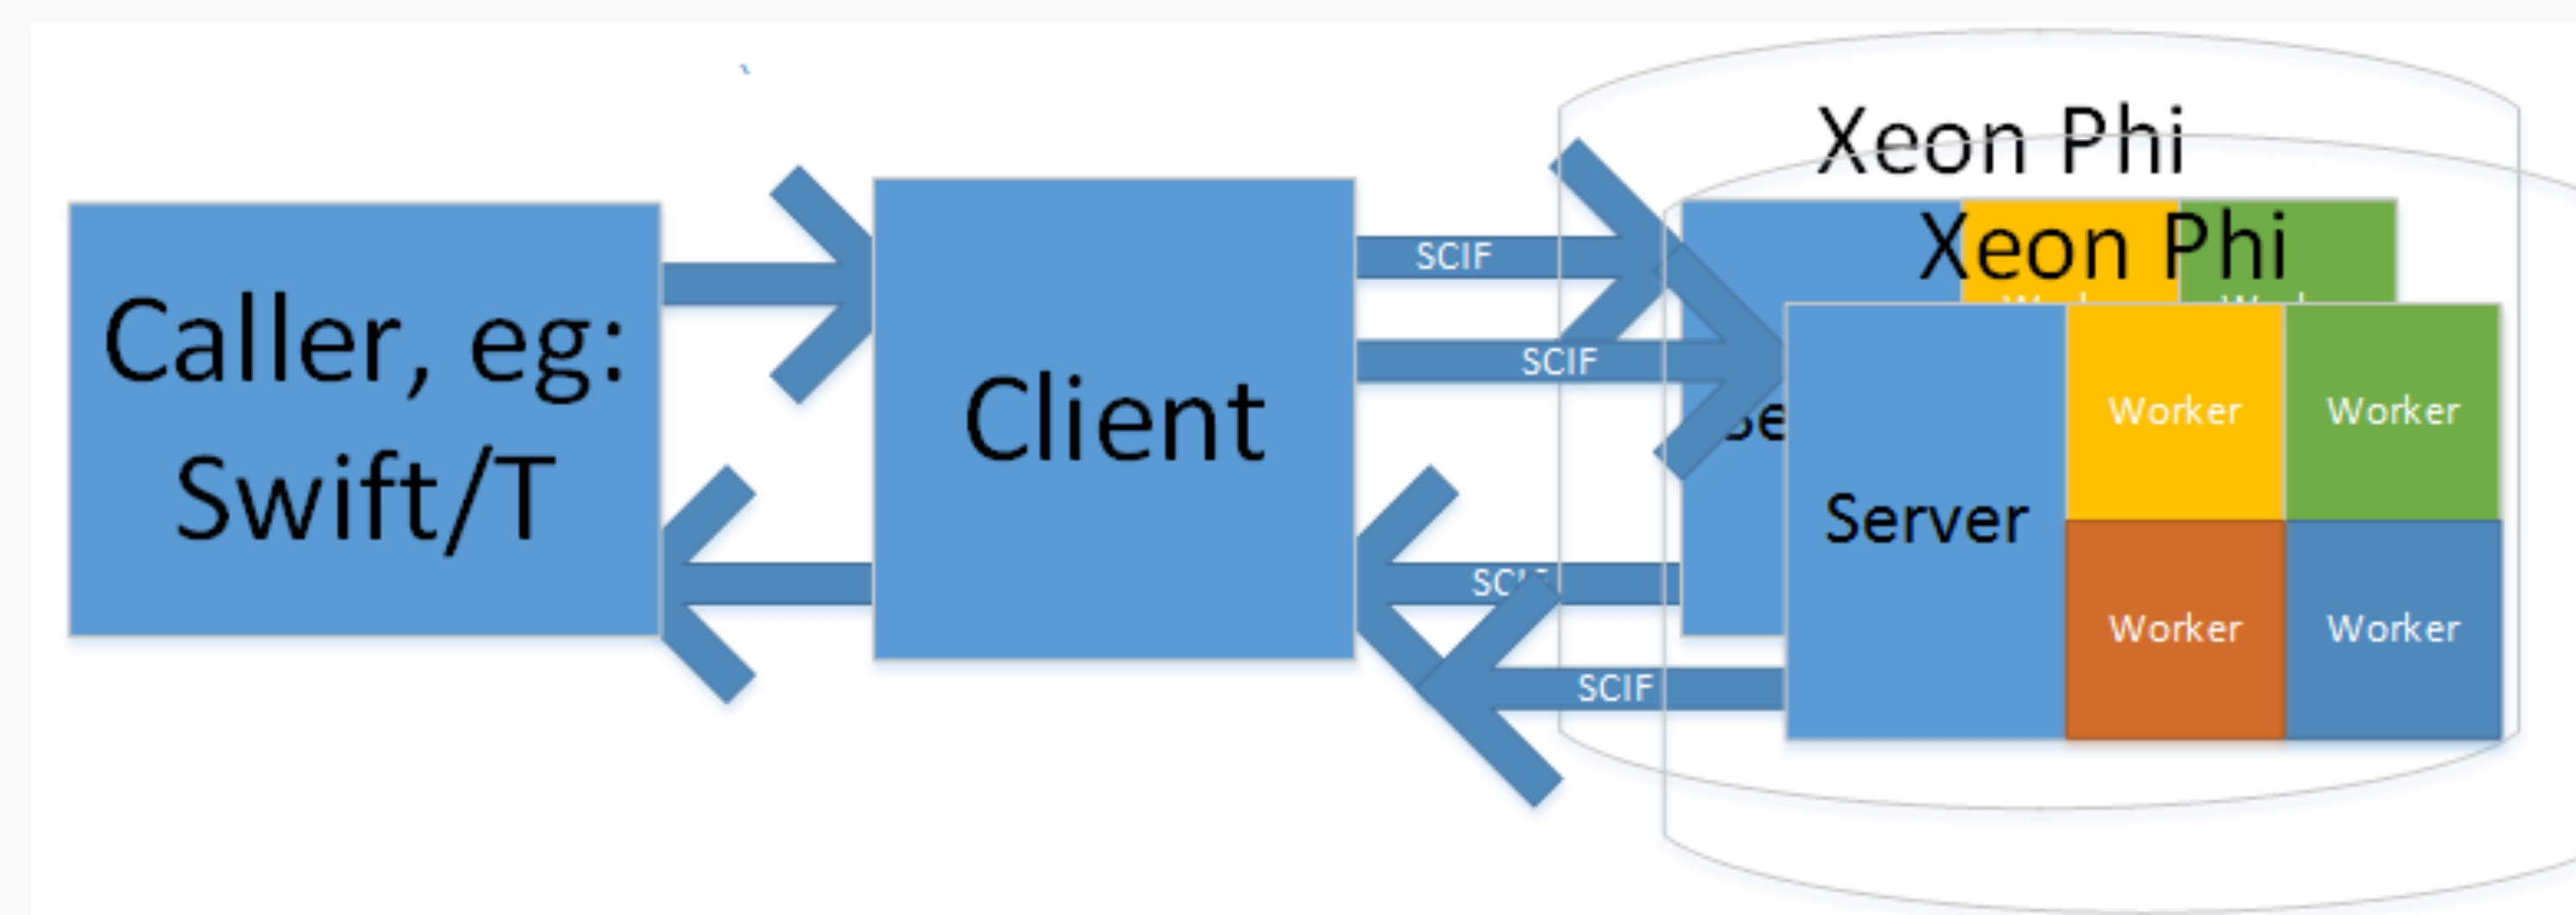 Caller, eg:
Swift/T
Client
SCIF
SCIF
SCIF
Xeon Phi
Xeon Phi
Server
Worker
Worker
Worker
Worker